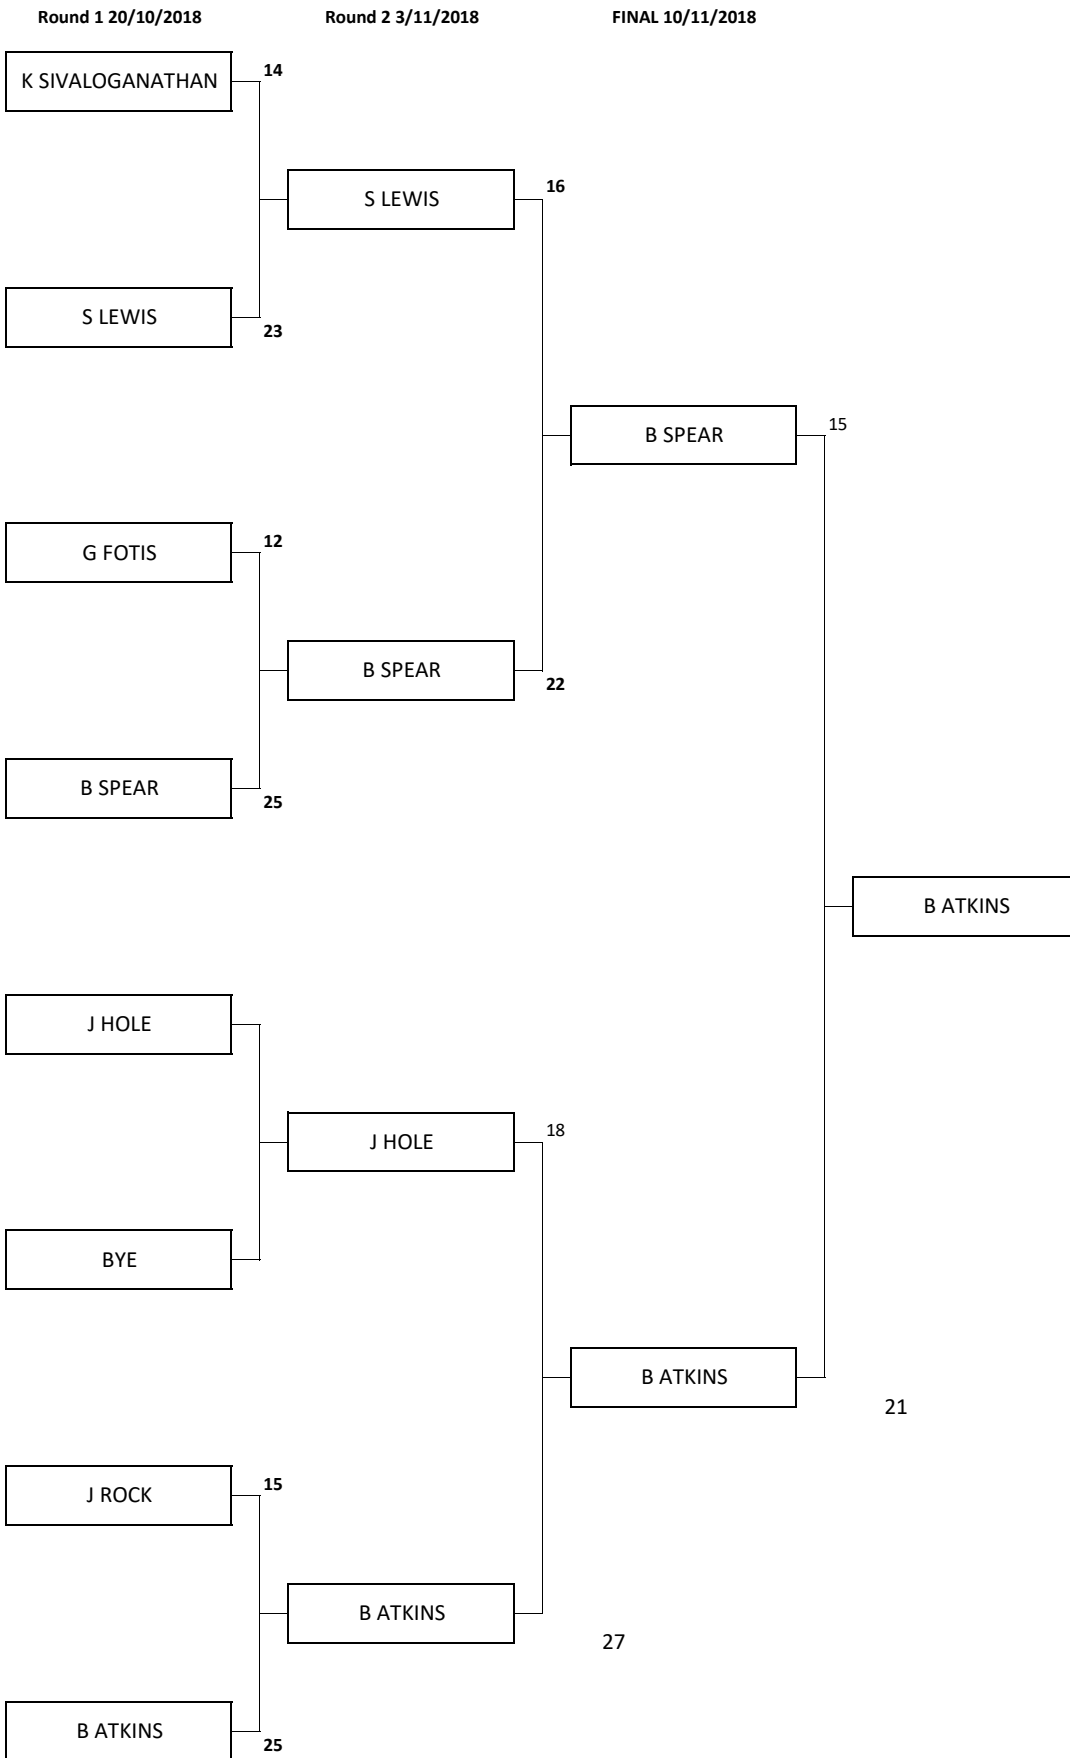 Round 1 20/10/2018 Round 2 3/11/2018 FINAL 10/11/2018
K SIVALOGANATHAN 14
S LEWIS 16
S LEWIS 23
B SPEAR 15
G FOTIS 12
B SPEAR 22
B SPEAR 25
B ATKINS
J HOLE
J HOLE 18
BYE
B ATKINS 21
J ROCK 15
B ATKINS 27
B ATKINS 25